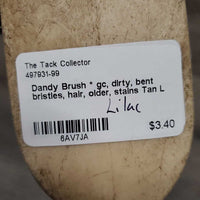 The Tack Collector
497931-99
Dandy Brush * gc, dirty, bent
bristles, hair, older, stains Tan L
Lilac
6AV7JA
$3.40